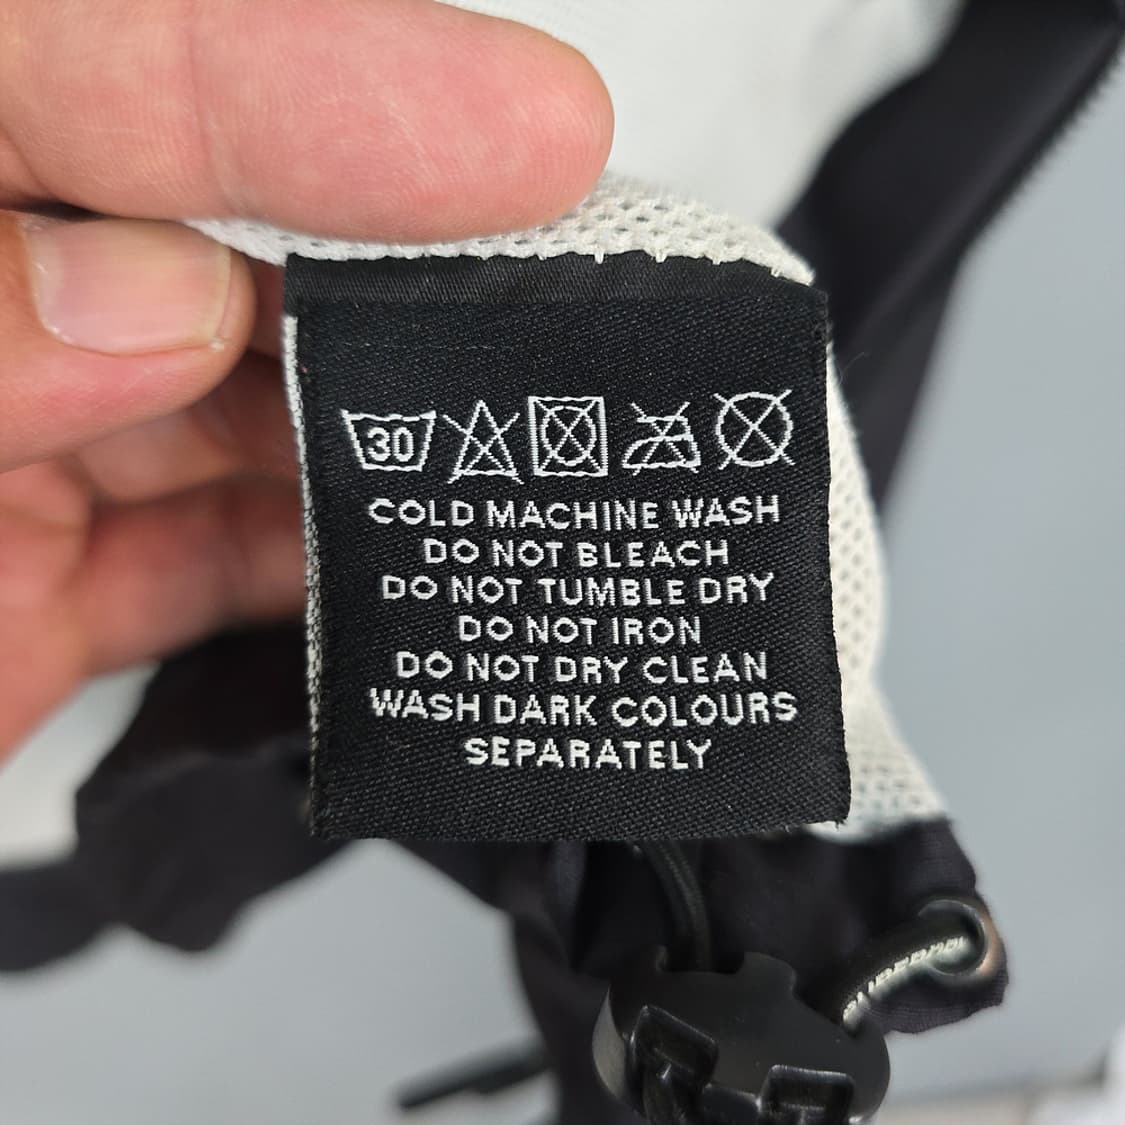 30
COLD MACHINE WASH
DO NOT BLEACH
DO NOT TUMBLE DRY
DO NOT IRON
DO NOT DRY CLEAN
WASH DARK COLOURS
SEPARATELY